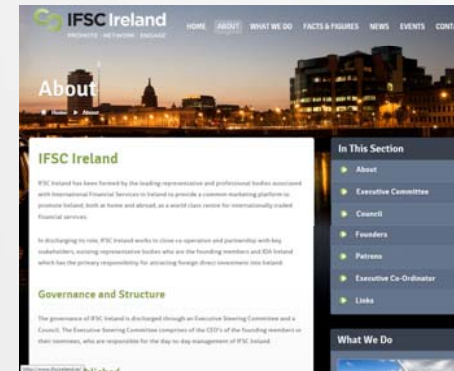 IFSC Ireland
PROMOTE · NETWORK · ENGAGE
HOME ABOUT WHAT WE DO FACTS & FIGURES NEWS EVENTS CONT
About
Home ▶ About
IFSC Ireland
IFSC Ireland has been formed by the leading representative and professional bodies associated
with International Financial Services in Ireland to provide a common marketing platform to
promote Ireland, both at home and abroad, as a world class centre for internationally traded
financial services.
In discharging its role, IFSC Ireland works in close co-operation and partnership with key
stakeholders, existing representative bodies who are the founding members and IDA Ireland
which has the primary responsibility for attracting foreign direct investment into Ireland.
Governance and Structure
The governance of IFSC Ireland is discharged through an Executive Steering Committee and a
Council. The Executive Steering Committee comprises of the CEO's of the founding members or
their nominees, who are responsible for the day to day management of IFSC Ireland
In This Section
About
Executive Committee
Council
Founders
Patrons
Executive Co-Ordinator
Links
What We Do